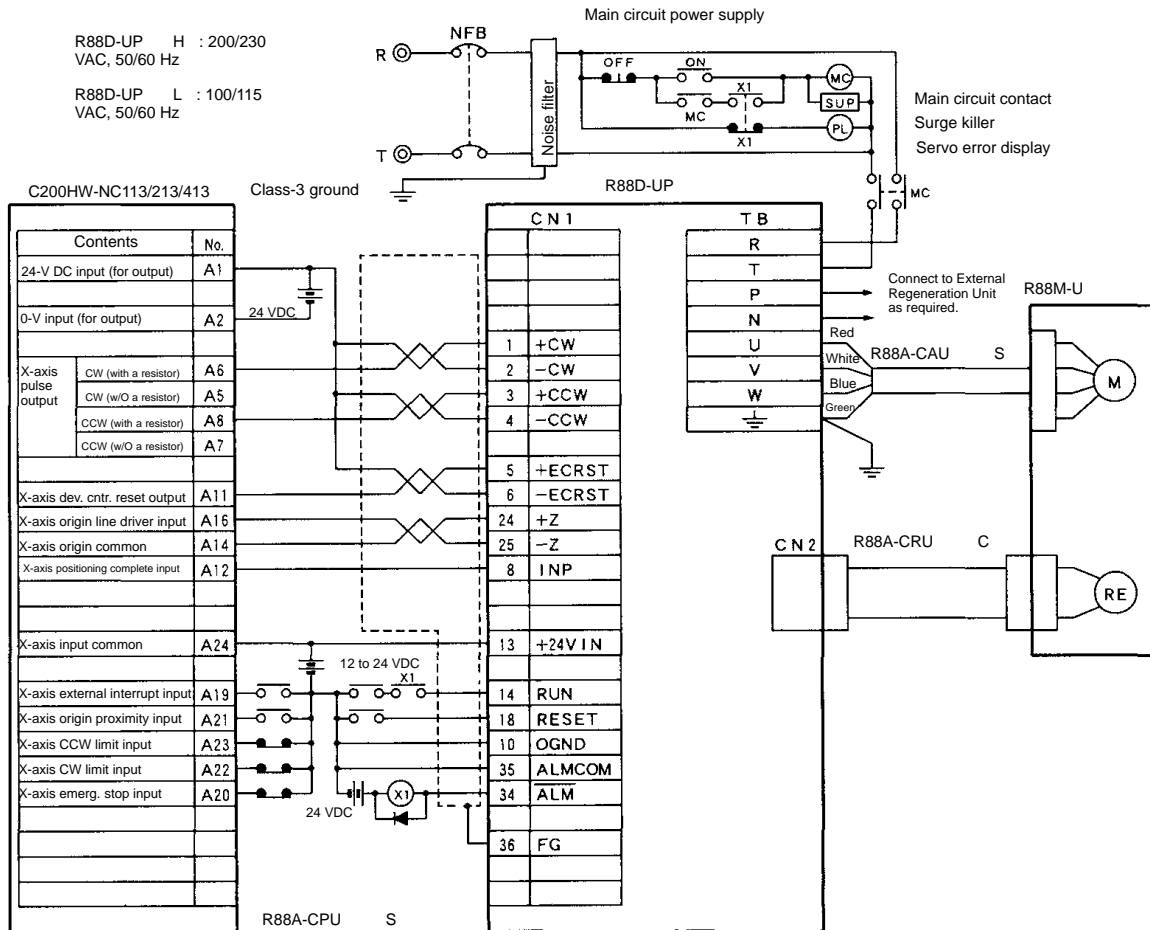 Main circuit power supply
R88D-UP H : 200/230
VAC, 50/60 Hz
R88D-UP L : 100/115
VAC, 50/60 Hz
R
NFB
T
Noise filter
OFF
ON
MC
X1
MC
SUP
X1
PL
Main circuit contact
Surge killer
Servo error display
MC
C200HW-NC113/213/413
Class-3 ground
R88D-UP
Contents No.
24-V DC input (for output) A1
0-V input (for output) A2
24 VDC
X-axis pulse output
CW (with a resistor) A6
CW (w/O a resistor) A5
CCW (with a resistor) A8
CCW (w/O a resistor) A7
X-axis dev. cntr. reset output A11
X-axis origin line driver input A16
X-axis origin common A14
X-axis positioning complete input A12
X-axis input common A24
X-axis external interrupt input A19
X-axis origin proximity input A21
X-axis CCW limit input A23
X-axis CW limit input A22
X-axis emerg. stop input A20
12 to 24 VDC
X1
24 VDC
X1
R88A-CPU S
CN1
1 +CW
2 -CW
3 +CCW
4 -CCW
5 +ECRST
6 -ECRST
24 +Z
25 -Z
8 INP
13 +24VIN
14 RUN
18 RESET
10 OGND
35 ALMCOM
34 ALM
36 FG
TB
R
T
P
N
U
V
W
Connect to External
Regeneration Unit
as required.
Red
White
Blue
Green
R88A-CAU S
R88M-U
M
CN2
R88A-CRU C
RE